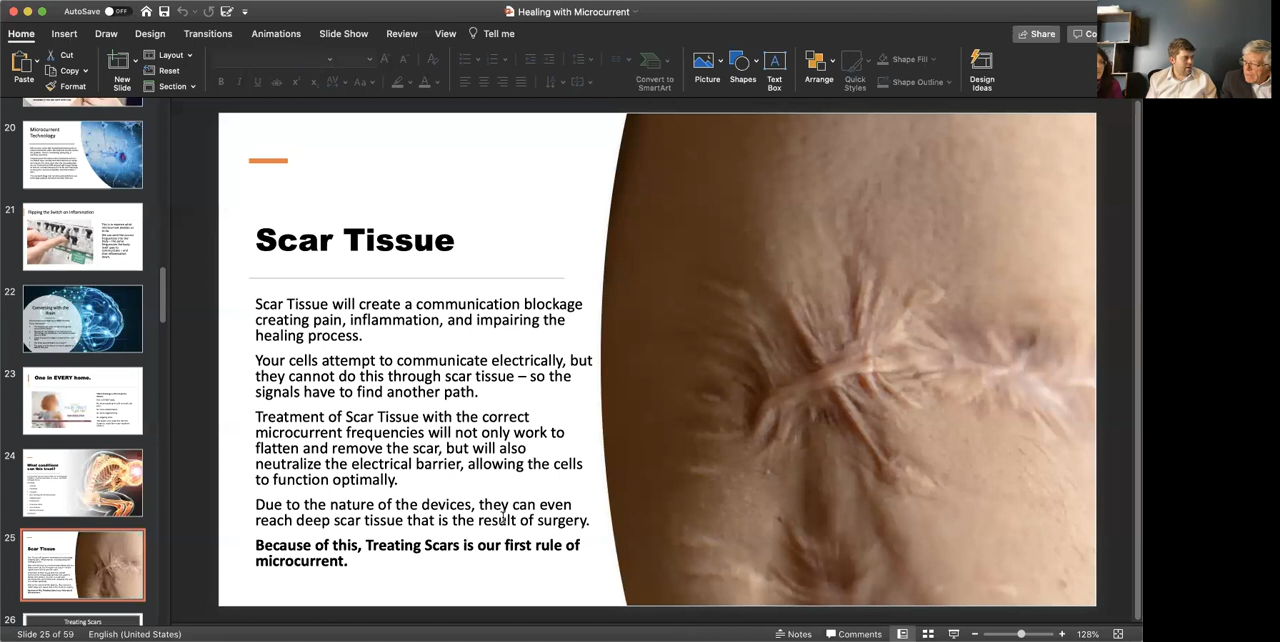 AutoSave OFF
Healing with Microcurrent
Home Insert Draw Design Transitions Animations Slide Show Review View Tell me
Share
Co
Paste
Cut
Copy
Format
New
Slide
Layout
Reset
Section
B I U
Convert to
SmartArt
Picture
Shapes
Text
Box
Arrange
Quick
Styles
Shape Fill
Shape Outline
Design
Ideas
20
Microcurrent
Technology
21
Flipping the Switch on Inflammation
22
Connecting with the
Brain
23
One in EVERY home.
24
What conditions
can this treat?
25
Scar Tissue
26
Treating Scars
Scar Tissue
Scar Tissue will create a communication blockage
creating pain, inflammation, and impairing the
healing process.
Your cells attempt to communicate electrically, but
they cannot do this through scar tissue – so the
signals have to find another path.
Treatment of Scar Tissue with the correct
microcurrent frequencies will not only work to
flatten and remove the scar, but will also
neutralize the electrical barrier, allowing the cells
to function optimally.
Due to the nature of the devices, they can even
reach deep scar tissue that is the result of surgery.
Because of this, Treating Scars is our first rule of
microcurrent.
Slide 25 of 59 English (United States)
Notes Comments 128%